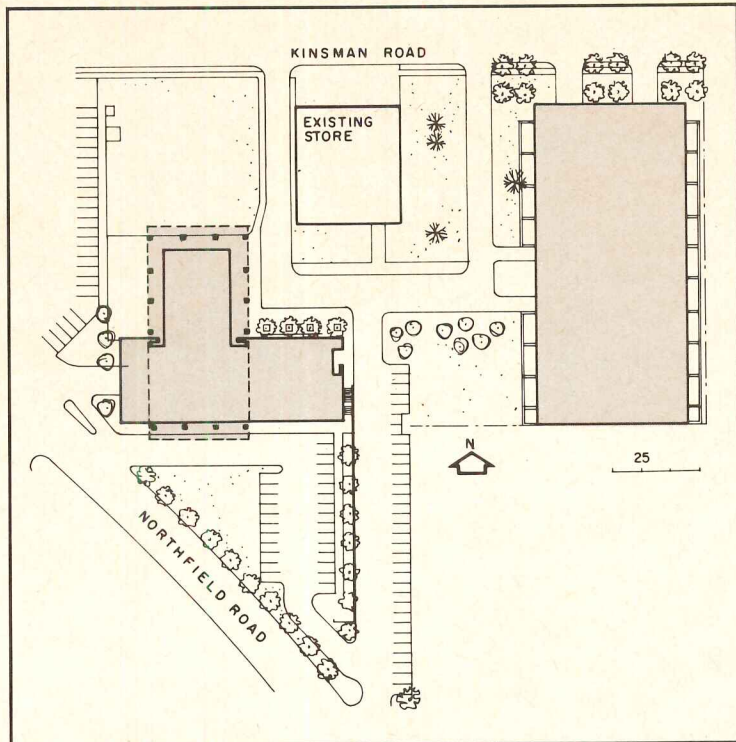 KINSMAN ROAD
EXISTING
STORE
N
25
NORTHFIELD ROAD